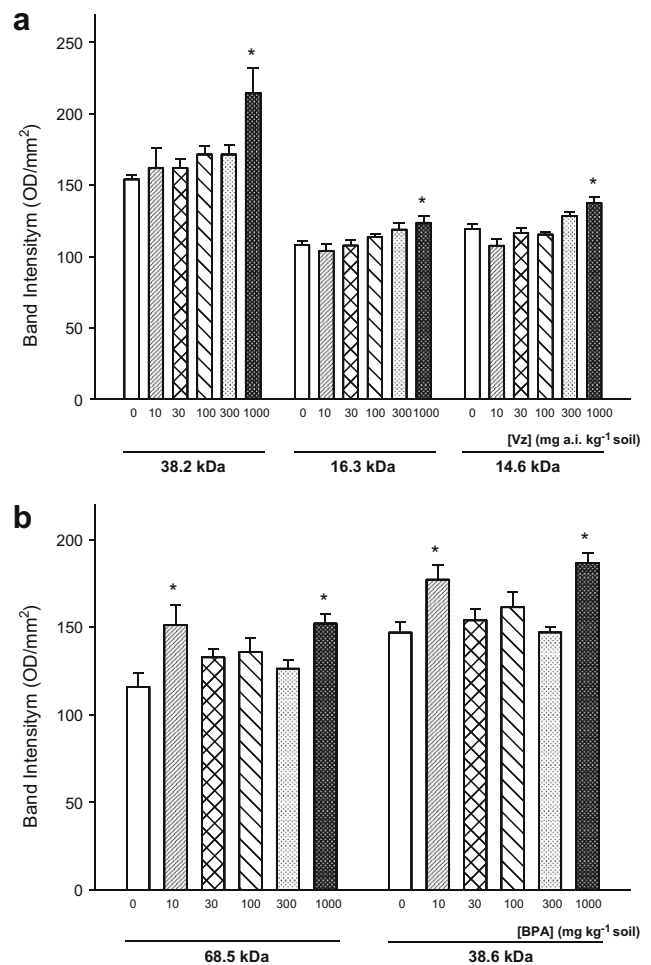 a
Band Intensitym (OD/mm²)
250
200
150
100
50
0
*
*
*
0 10 30 100 300 1000 0 10 30 100 300 1000 0 10 30 100 300 1000
[Vz] (mg a.i. kg⁻¹ soil)
38.2 kDa 16.3 kDa 14.6 kDa
b
Band Intensitym (OD/mm²)
200
150
100
50
0
*
*
*
*
0 10 30 100 300 1000 0 10 30 100 300 1000
[BPA] (mg kg⁻¹ soil)
68.5 kDa 38.6 kDa